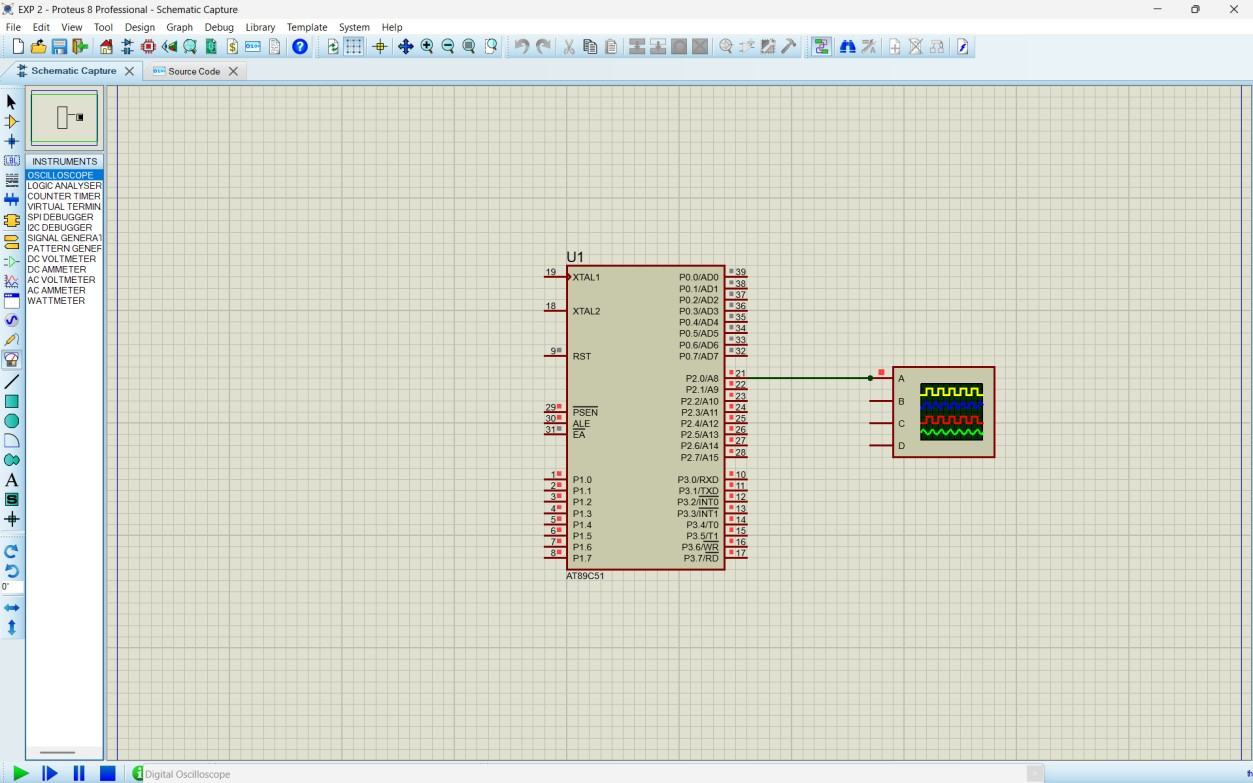 EXP 2 - Proteus 8 Professional - Schematic Capture
File Edit View Tool Design Graph Debug Library Template System Help
Schematic Capture
Source Code
INSTRUMENTS
OSCILLOSCOPE
LOGIC ANALYSER
COUNTER TIMER
VIRTUAL TERMIN
SPI DEBUGGER
I2C DEBUGGER
SIGNAL GENERAT
PATTERN GENEF
DC VOLTMETER
DC AMMETER
AC VOLTMETER
AC AMMETER
WATTMETER
LBL
A
S
0°
U1
19 XTAL1 P0.0/AD0 39
P0.1/AD1 38
P0.2/AD2 37
18 XTAL2 P0.3/AD3 36
P0.4/AD4 35
P0.5/AD5 34
P0.6/AD6 33
9 RST P0.7/AD7 32
P2.0/A8 21
P2.1/A9 22
P2.2/A10 23
29 PSEN P2.3/A11 24
30 ALE P2.4/A12 25
31 EA P2.5/A13 26
P2.6/A14 27
P2.7/A15 28
1 P1.0 P3.0/RXD 10
2 P1.1 P3.1/TXD 11
3 P1.2 P3.2/INT0 12
4 P1.3 P3.3/INT1 13
5 P1.4 P3.4/T0 14
6 P1.5 P3.5/T1 15
7 P1.6 P3.6/WR 16
8 P1.7 P3.7/RD 17
AT89C51
A
B
C
D
Digital Oscilloscope